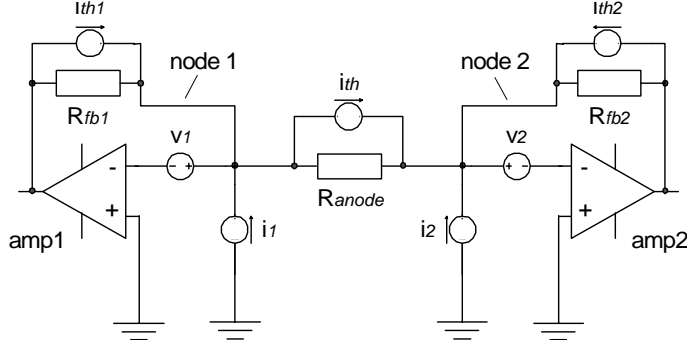 ith1
ith2
node 1
node 2
ith
Rfb1
Rfb2
v1
v2
- +
+ -
-
-
Ranode
+
+
i1
i2
amp1
amp2